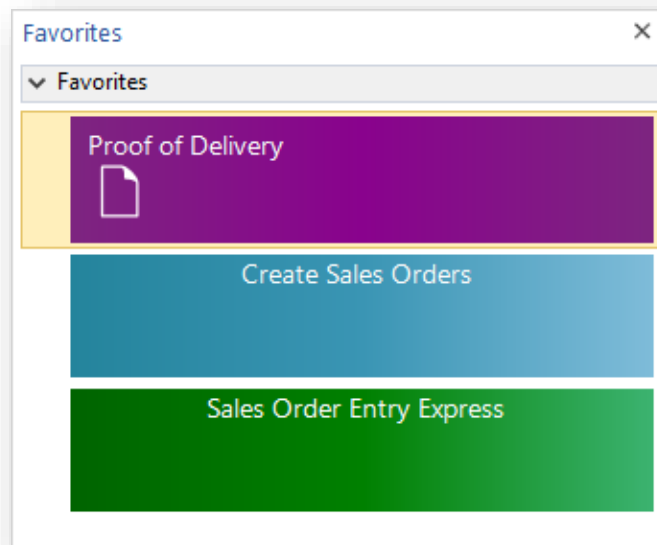 Favorites
Favorites
Proof of Delivery
Create Sales Orders
Sales Order Entry Express